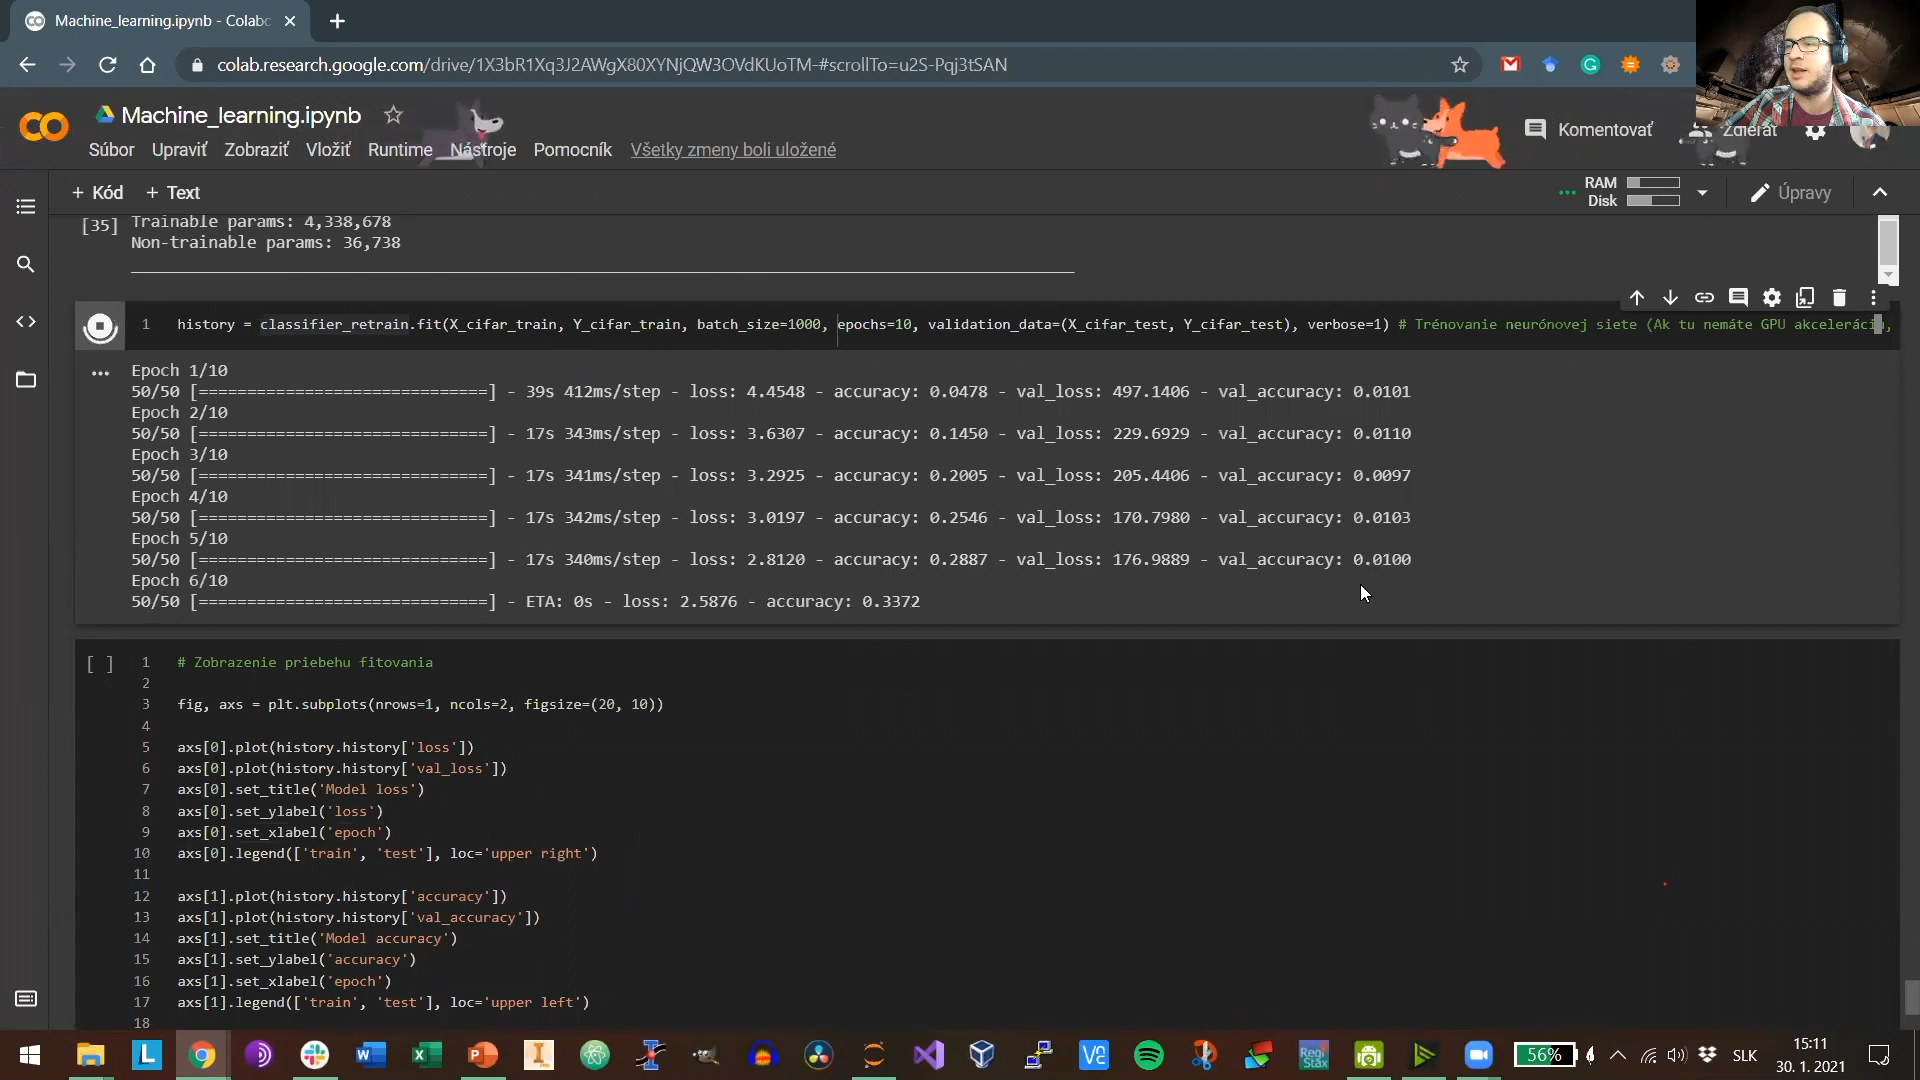 Machine_learning.ipynb - Colab
colab.research.google.com/drive/1X3bR1Xq3J2AWgX80XYNjQW3OVdKUoTM-#scrollTo=u2S-Pqj3tSAN
Machine_learning.ipynb
Komentovať
Zdieľať
Súbor Upraviť Zobraziť Vložiť Runtime Nástroje Pomocník Všetky zmeny boli uložené
+ Kód + Text
RAM
Disk
Úpravy
[35] Trainable params: 4,338,678
Non-trainable params: 36,738
1 history = classifier_retrain.fit(X_cifar_train, Y_cifar_train, batch_size=1000, epochs=10, validation_data=(X_cifar_test, Y_cifar_test), verbose=1) # Trénovanie neurónovej siete (Ak tu nemáte GPU akceleráciu,
Epoch 1/10
50/50 [==============================] - 39s 412ms/step - loss: 4.4548 - accuracy: 0.0478 - val_loss: 497.1406 - val_accuracy: 0.0101
Epoch 2/10
50/50 [==============================] - 17s 343ms/step - loss: 3.6307 - accuracy: 0.1450 - val_loss: 229.6929 - val_accuracy: 0.0110
Epoch 3/10
50/50 [==============================] - 17s 341ms/step - loss: 3.2925 - accuracy: 0.2005 - val_loss: 205.4406 - val_accuracy: 0.0097
Epoch 4/10
50/50 [==============================] - 17s 342ms/step - loss: 3.0197 - accuracy: 0.2546 - val_loss: 170.7980 - val_accuracy: 0.0103
Epoch 5/10
50/50 [==============================] - 17s 340ms/step - loss: 2.8120 - accuracy: 0.2887 - val_loss: 176.9889 - val_accuracy: 0.0100
Epoch 6/10
50/50 [==============================] - ETA: 0s - loss: 2.5876 - accuracy: 0.3372
[ ] 1 # Zobrazenie priebehu fitovania
2
3 fig, axs = plt.subplots(nrows=1, ncols=2, figsize=(20, 10))
4
5 axs[0].plot(history.history['loss'])
6 axs[0].plot(history.history['val_loss'])
7 axs[0].set_title('Model loss')
8 axs[0].set_ylabel('loss')
9 axs[0].set_xlabel('epoch')
10 axs[0].legend(['train', 'test'], loc='upper right')
11
12 axs[1].plot(history.history['accuracy'])
13 axs[1].plot(history.history['val_accuracy'])
14 axs[1].set_title('Model accuracy')
15 axs[1].set_ylabel('accuracy')
16 axs[1].set_xlabel('epoch')
17 axs[1].legend(['train', 'test'], loc='upper left')
18
56%
SLK
15:11
30. 1. 2021